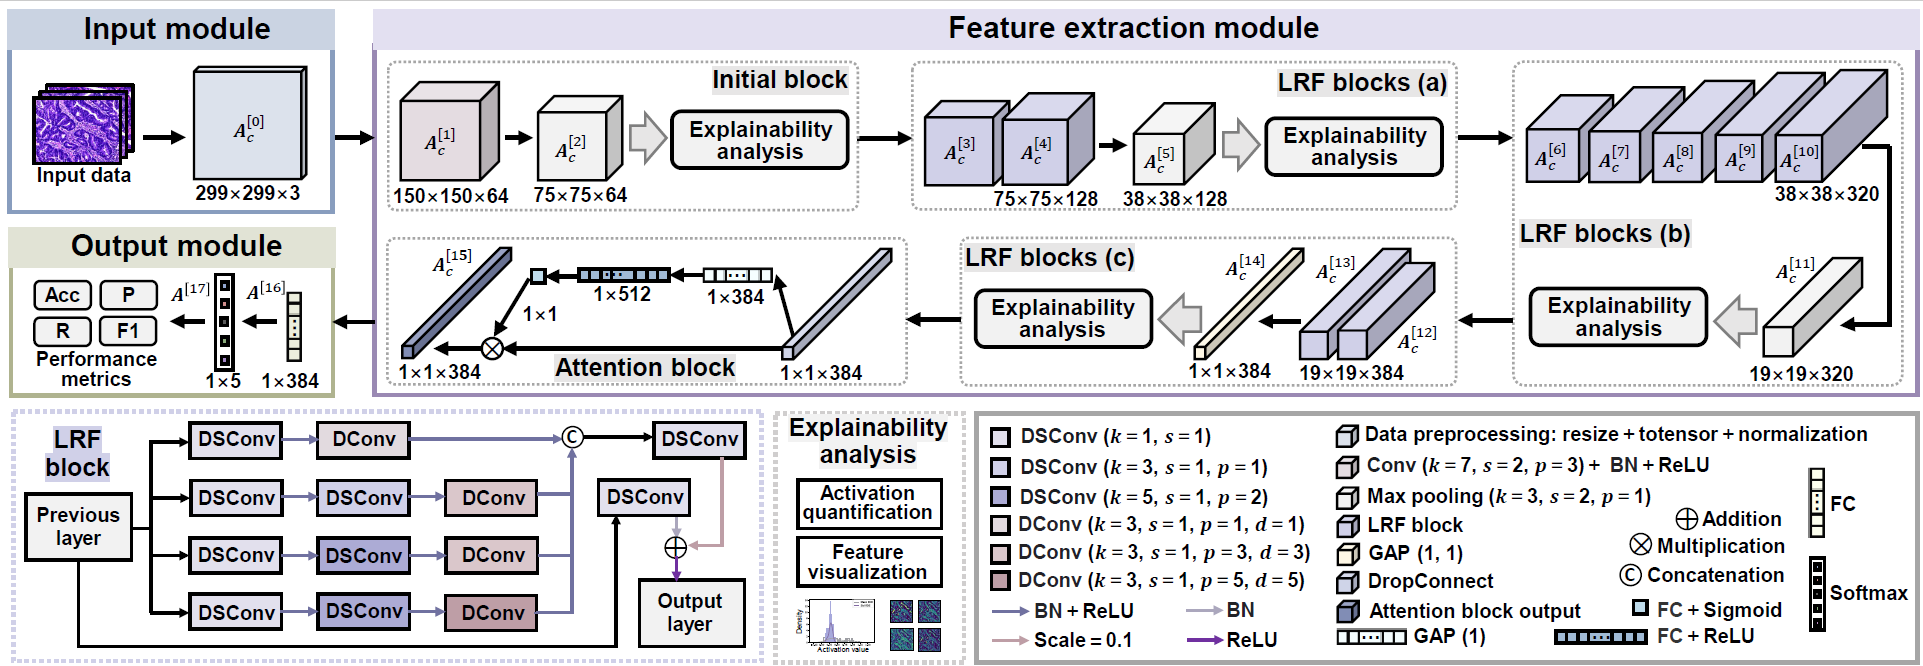 Input module
A_c^[0]
Input data
299×299×3
Feature extraction module
Initial block
A_c^[1]
A_c^[2]
Explainability
analysis
150×150×64
75×75×64
LRF blocks (a)
A_c^[3]
A_c^[4]
A_c^[5]
Explainability
analysis
75×75×128
38×38×128
A_c^[6]
A_c^[7]
A_c^[8]
A_c^[9]
A_c^[10]
38×38×320
LRF blocks (b)
A_c^[11]
Explainability
analysis
19×19×320
LRF blocks (c)
A_c^[14]
A_c^[13]
A_c^[12]
Explainability
analysis
1×1×384
19×19×384
A_c^[15]
1×512
1×384
1×1
Attention block
1×1×384
1×1×384
Output module
Acc
P
R
F1
A^[17]
A^[16]
Performance
metrics
1×5
1×384
LRF
block
Previous
layer
DSConv
DConv
C
DSConv
DSConv
DSConv
DConv
DSConv
DSConv
DSConv
DConv
DSConv
DSConv
DConv
Output
layer
Explainability
analysis
Activation
quantification
Feature
visualization
Density
Activation value
DSConv (k=1, s=1)
DSConv (k=3, s=1, p=1)
DSConv (k=5, s=1, p=2)
DConv (k=3, s=1, p=1, d=1)
DConv (k=3, s=1, p=3, d=3)
DConv (k=3, s=1, p=5, d=5)
BN+ReLU
BN
Scale=0.1
ReLU
Data preprocessing: resize+totensor+normalization
Conv (k=7, s=2, p=3)+ BN+ReLU
Max pooling (k=3, s=2, p=1)
LRF block
GAP (1, 1)
DropConnect
Attention block output
GAP (1)
Addition
Multiplication
C Concatenation
FC+Sigmoid
FC+ReLU
FC
Softmax